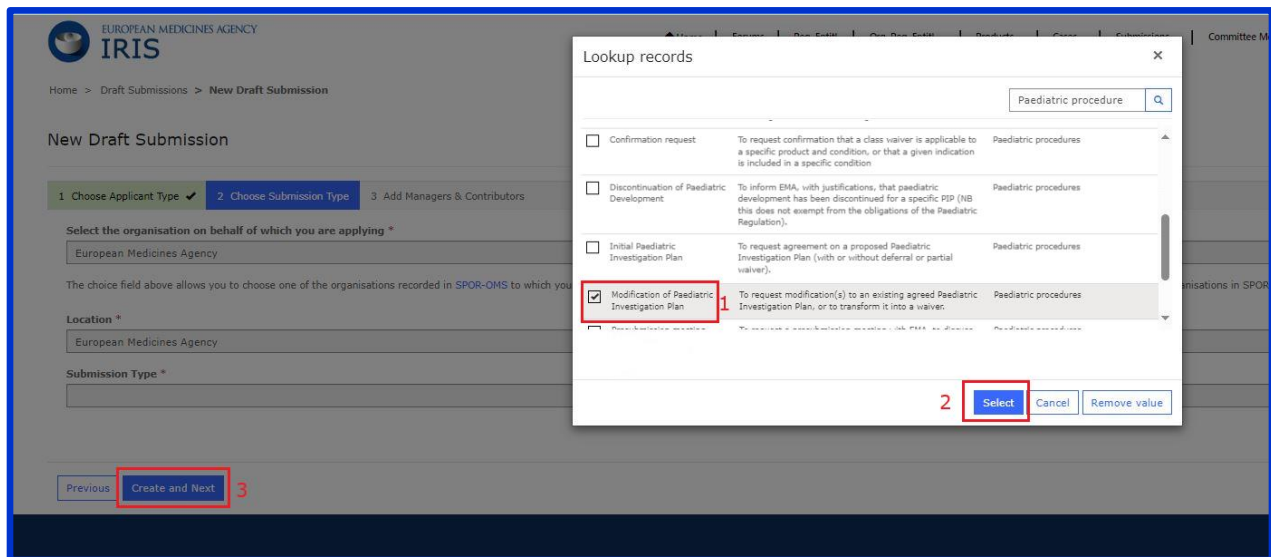 EUROPEAN MEDICINES AGENCY
IRIS
Home | Forums | | Products | Cases | Submissions | Committee M
Home > Draft Submissions > New Draft Submission
New Draft Submission
1 Choose Applicant Type ✔ 2 Choose Submission Type 3 Add Managers & Contributors
Select the organisation on behalf of which you are applying *
European Medicines Agency
The choice field above allows you to choose one of the organisations recorded in SPOR-OMS to which you
anisations in SPOR
Location *
European Medicines Agency
Submission Type *
Previous Create and Next 3
Lookup records ×
Paediatric procedure
Confirmation request
To request confirmation that a class waiver is applicable to
a specific product and condition, or that a given indication
is included in a specific condition
Paediatric procedures
Discontinuation of Paediatric
Development
To inform EMA, with justifications, that paediatric
development has been discontinued for a specific PIP (NB
this does not exempt from the obligations of the Paediatric
Regulation).
Paediatric procedures
Initial Paediatric
Investigation Plan
To request agreement on a proposed Paediatric
Investigation Plan (with or without deferral or partial
waiver).
Paediatric procedures
Modification of Paediatric
Investigation Plan
1
To request modification(s) to an existing agreed Paediatric
Investigation Plan, or to transform it into a waiver.
Paediatric procedures
2 Select Cancel Remove value